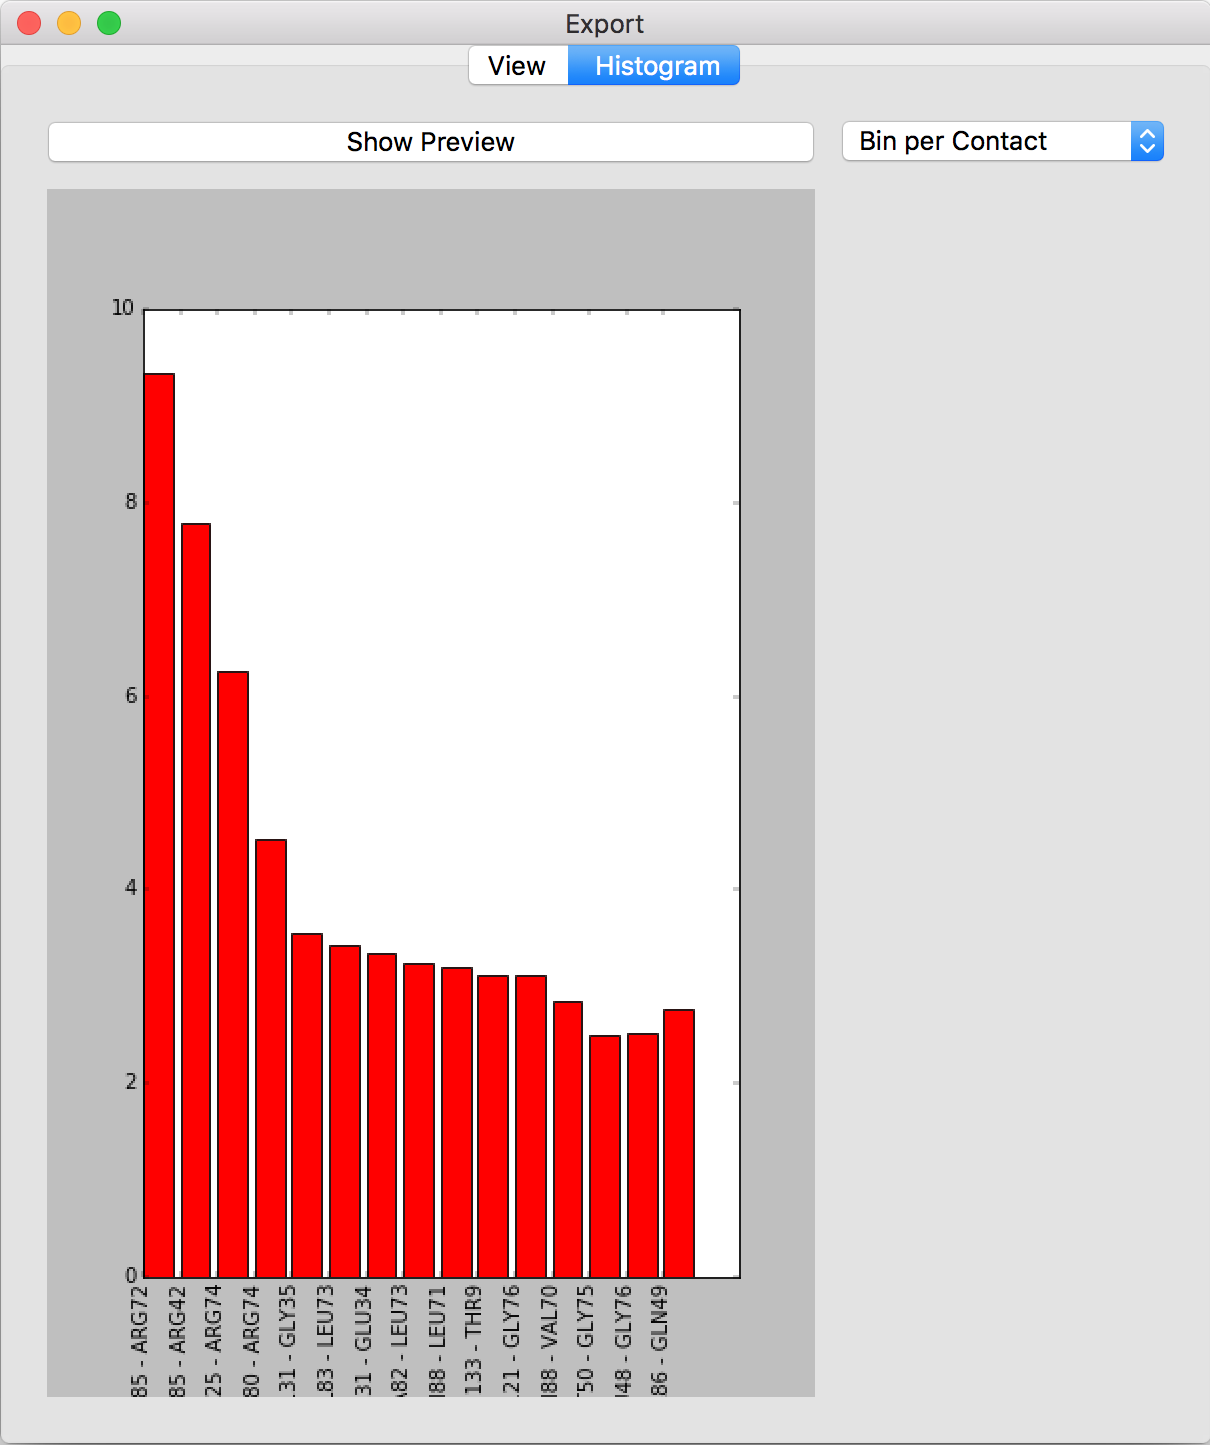 Export
View Histogram
Show Preview
Bin per Contact
10
8
6
4
2
0
85 - ARG72
85 - ARG42
25 - ARG74
80 - ARG74
31 - GLY35
83 - LEU73
31 - GLU34
82 - LEU73
88 - LEU71
133 - THR9
21 - GLY76
88 - VAL70
50 - GLY75
48 - GLY76
86 - GLN49